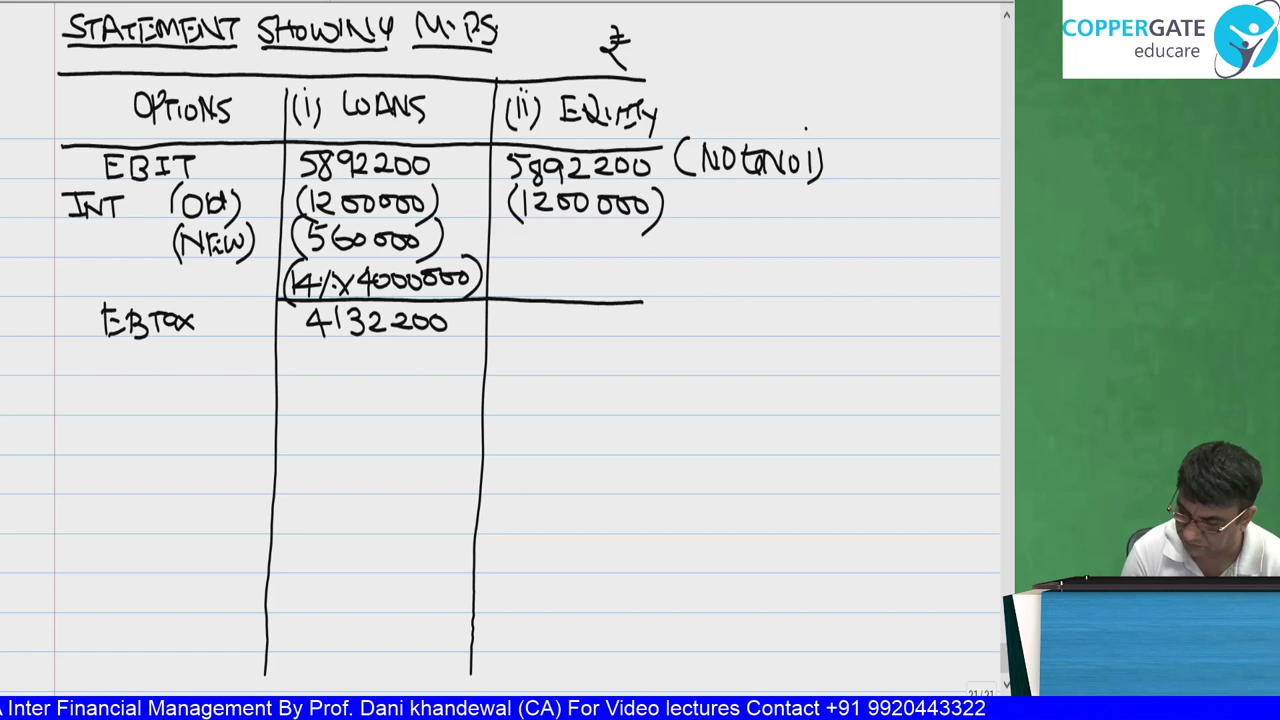 STATEMENT SHOWING M.P.S.
₹
OPTIONS (i) LOANS (ii) EQUITY
EBIT 5892200 5892200 (NOTE NO 1)
INT (Old) (1200000) (1200000)
(New) (560000)
(14% x 4000000)
EBTax 4132200
COPPERGATE
educare
21/21
A Inter Financial Management By Prof. Dani khandewal (CA) For Video lectures Contact +91 9920443322